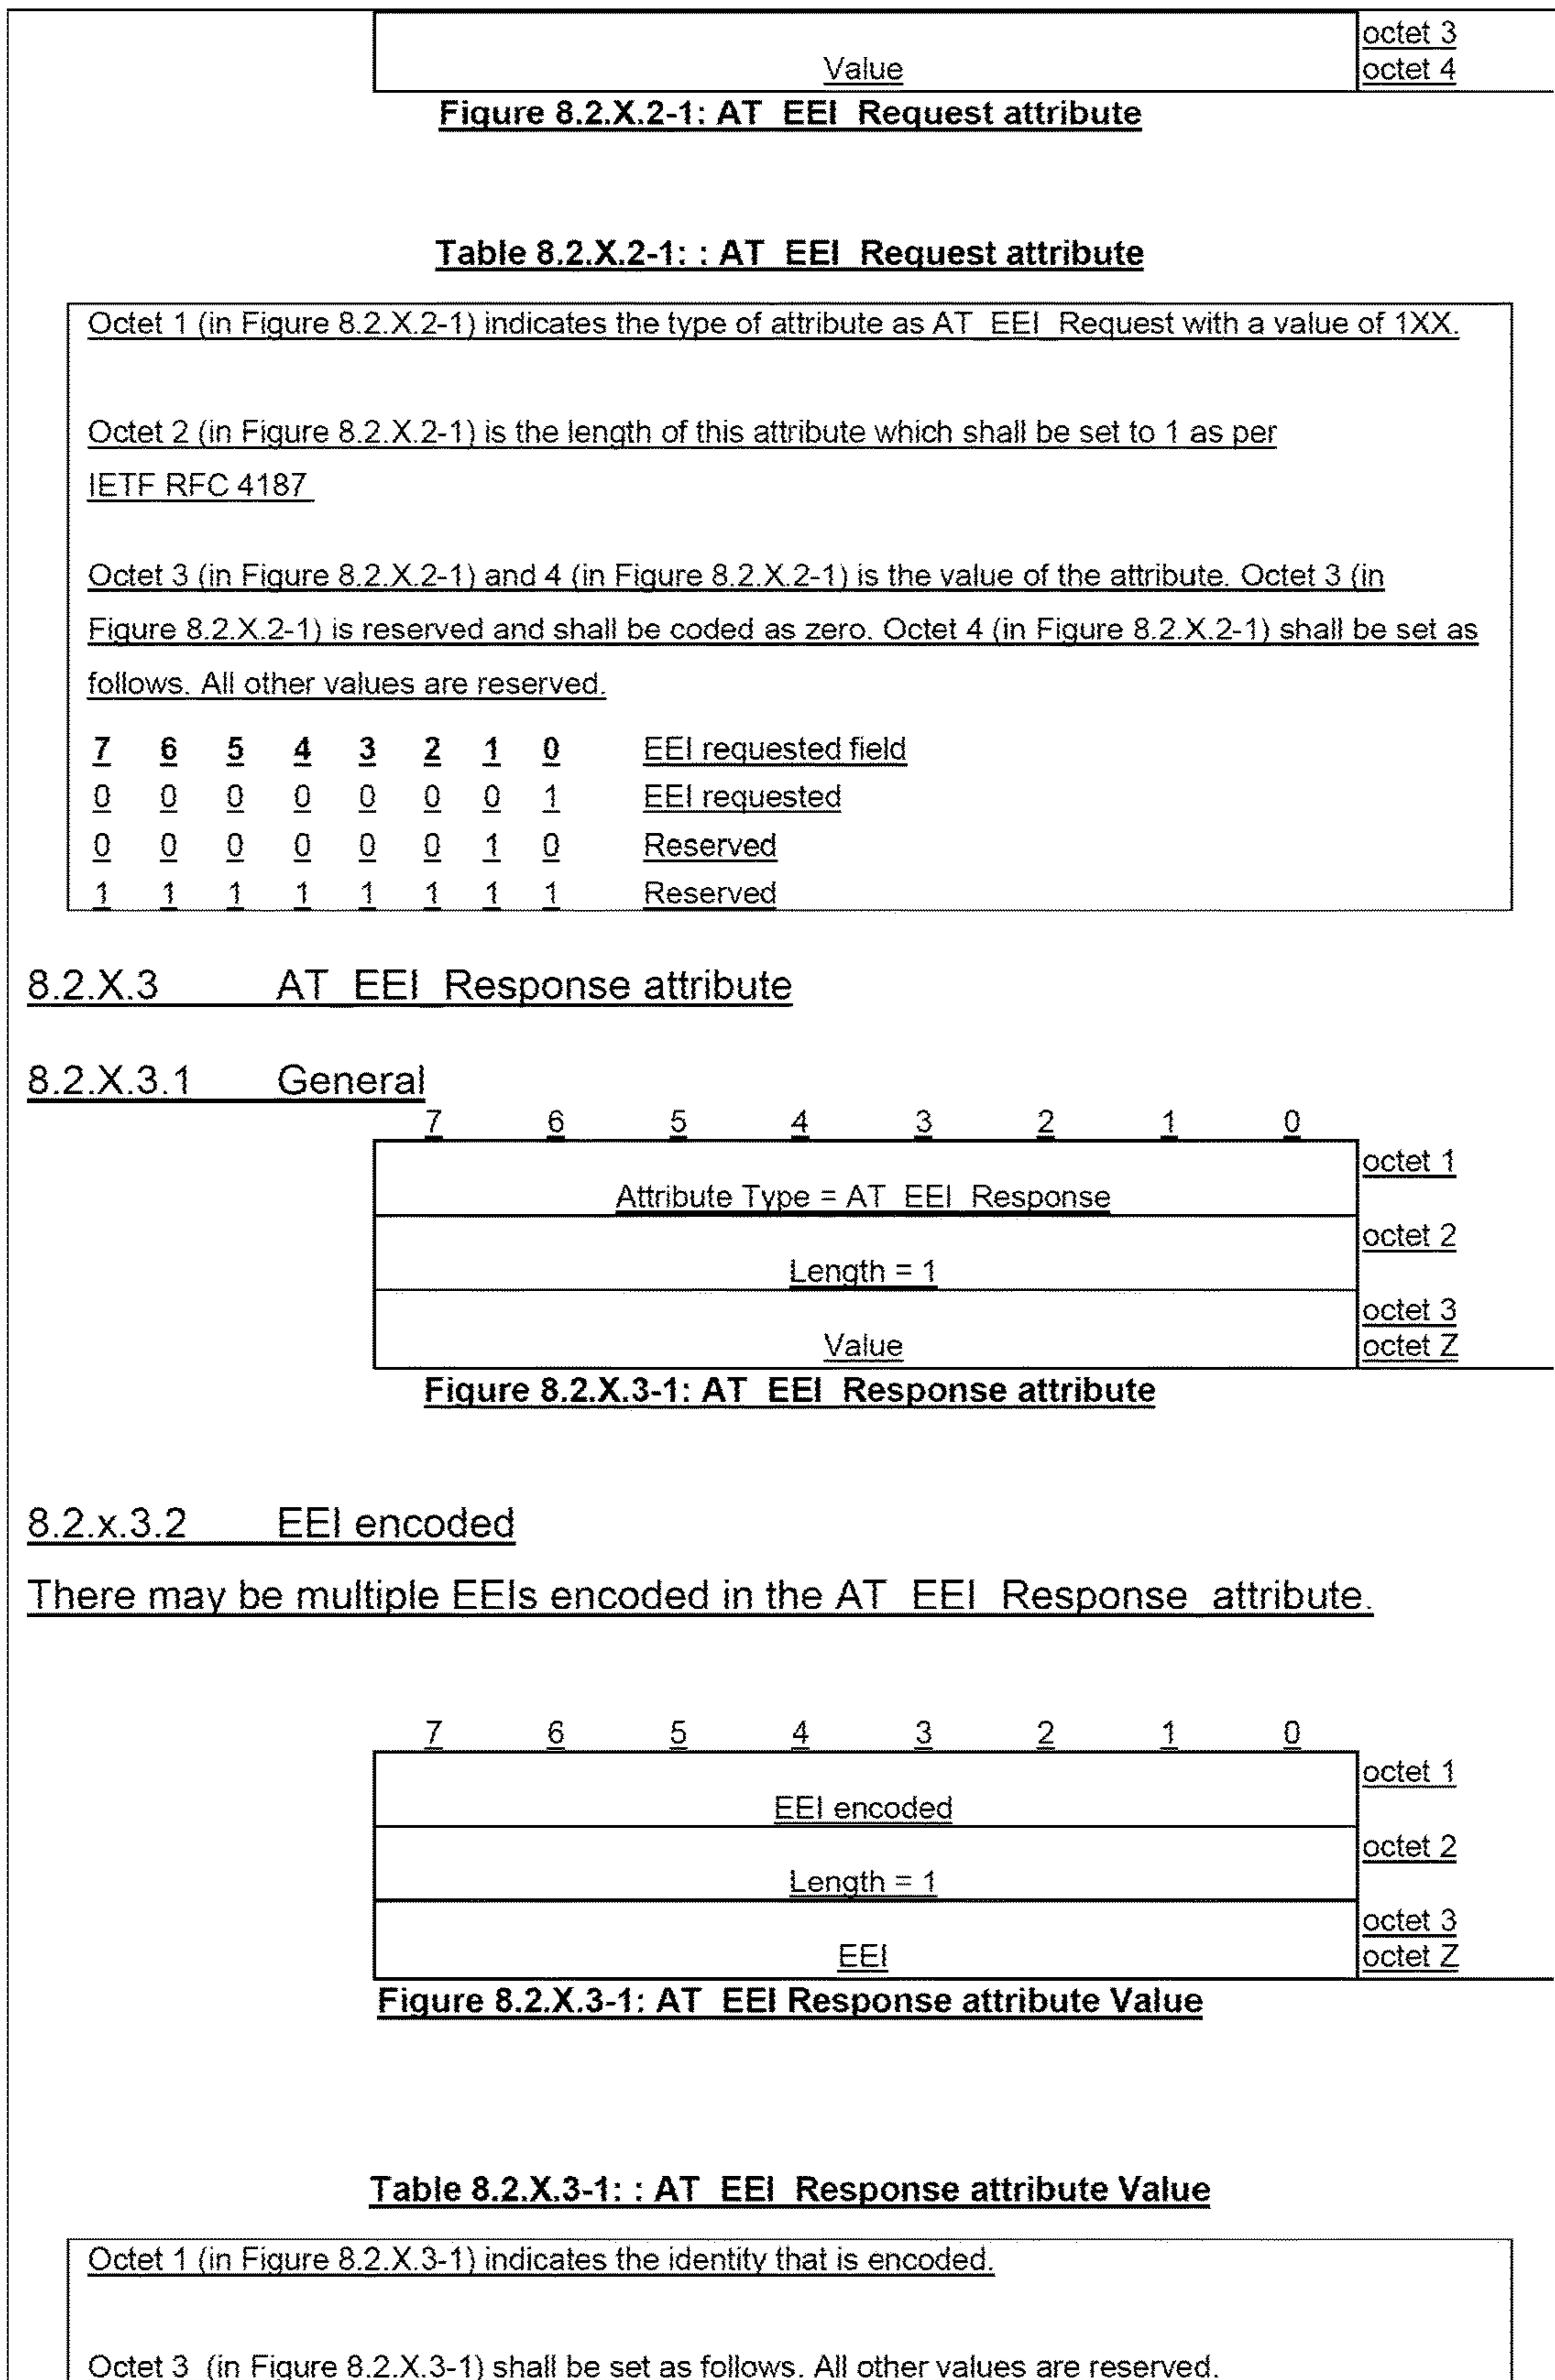 octet 3
Value octet 4
Figure 8.2.X.2-1: AT_EEI_Request attribute
Table 8.2.X.2-1: : AT_EEI_Request attribute
Octet 1 (in Figure 8.2.X.2-1) indicates the type of attribute as AT_EEI_Request with a value of 1XX.
Octet 2 (in Figure 8.2.X.2-1) is the length of this attribute which shall be set to 1 as per
IETF RFC 4187
Octet 3 (in Figure 8.2.X.2-1) and 4 (in Figure 8.2.X.2-1) is the value of the attribute. Octet 3 (in
Figure 8.2.X.2-1) is reserved and shall be coded as zero. Octet 4 (in Figure 8.2.X.2-1) shall be set as
follows. All other values are reserved.
7 6 5 4 3 2 1 0 EEI requested field
0 0 0 0 0 0 0 1 EEI requested
0 0 0 0 0 0 1 0 Reserved
1 1 1 1 1 1 1 1 Reserved
8.2.X.3 AT_EEI_Response attribute
8.2.X.3.1 General
7 6 5 4 3 2 1 0
octet 1
Attribute Type = AT_EEI_Response
octet 2
Length = 1
octet 3
Value octet Z
Figure 8.2.X.3-1: AT_EEI_Response attribute
8.2.x.3.2 EEI encoded
There may be multiple EEIs encoded in the AT_EEI_Response_attribute.
7 6 5 4 3 2 1 0
octet 1
EEI encoded
octet 2
Length = 1
octet 3
EEI octet Z
Figure 8.2.X.3-1: AT_EEI Response attribute Value
Table 8.2.X.3-1: : AT_EEI_Response attribute Value
Octet 1 (in Figure 8.2.X.3-1) indicates the identity that is encoded.
Octet 3 (in Figure 8.2.X.3-1) shall be set as follows. All other values are reserved.